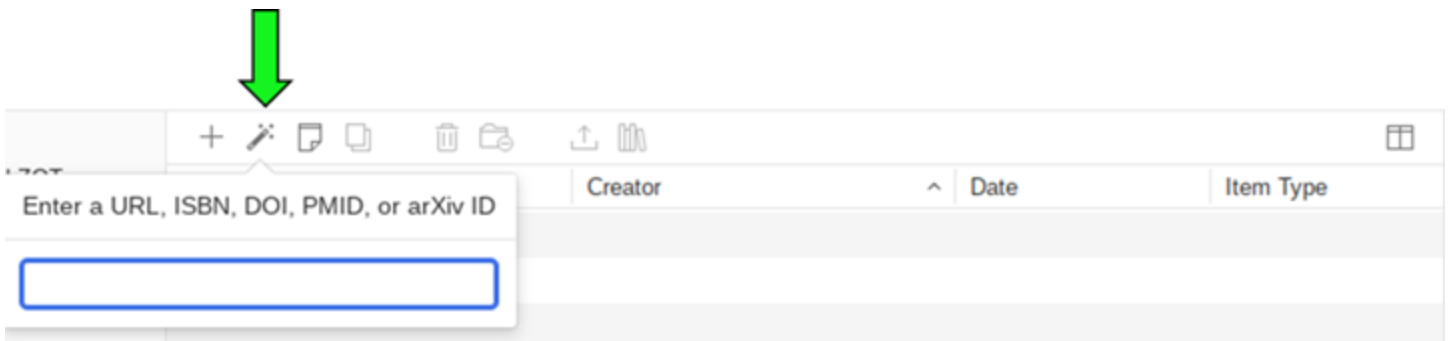 Creator
Date
Item Type
Enter a URL, ISBN, DOI, PMID, or arXiv ID